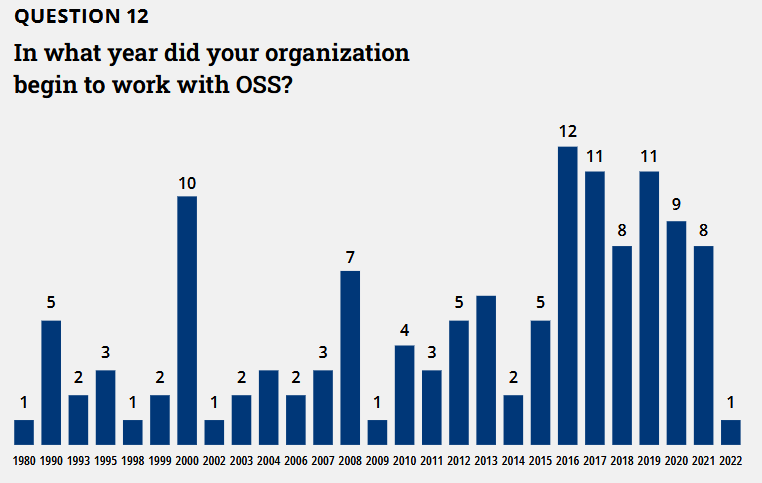 QUESTION 12
In what year did your organization
begin to work with OSS?
12
11 11
10
9
8 8
7
5 5 5
4
3 3 3
2 2 2 2 2
1 1 1 1 1
1980 1990 1993 1995 1998 1999 2000 2002 2003 2004 2006 2007 2008 2009 2010 2011 2012 2013 2014 2015 2016 2017 2018 2019 2020 2021 2022